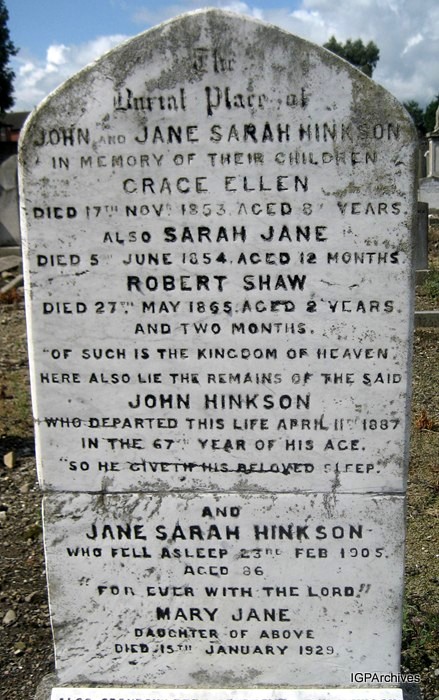 The
Burial Place of
JOHN AND JANE SARAH HINKSON
IN MEMORY OF THEIR CHILDREN
GRACE ELLEN
DIED 17TH NOVR 1853. AGED 8½ YEARS.
ALSO SARAH JANE
DIED 5TH JUNE 1854. AGED 12 MONTHS.
ROBERT SHAW
DIED 27TH MAY 1865. AGED 2 YEARS.
AND TWO MONTHS.
"OF SUCH IS THE KINGDOM OF HEAVEN."
HERE ALSO LIE THE REMAINS OF THE SAID
JOHN HINKSON
WHO DEPARTED THIS LIFE APRIL 11TH 1887
IN THE 67TH YEAR OF HIS AGE.
"SO HE GIVETH HIS BELOVED SLEEP."
AND
JANE SARAH HINKSON
WHO FELL ASLEEP 23RD FEB 1905.
AGED 86
"FOR EVER WITH THE LORD."
MARY JANE
DAUGHTER OF ABOVE
DIED 15TH JANUARY 1929
IGPArchives